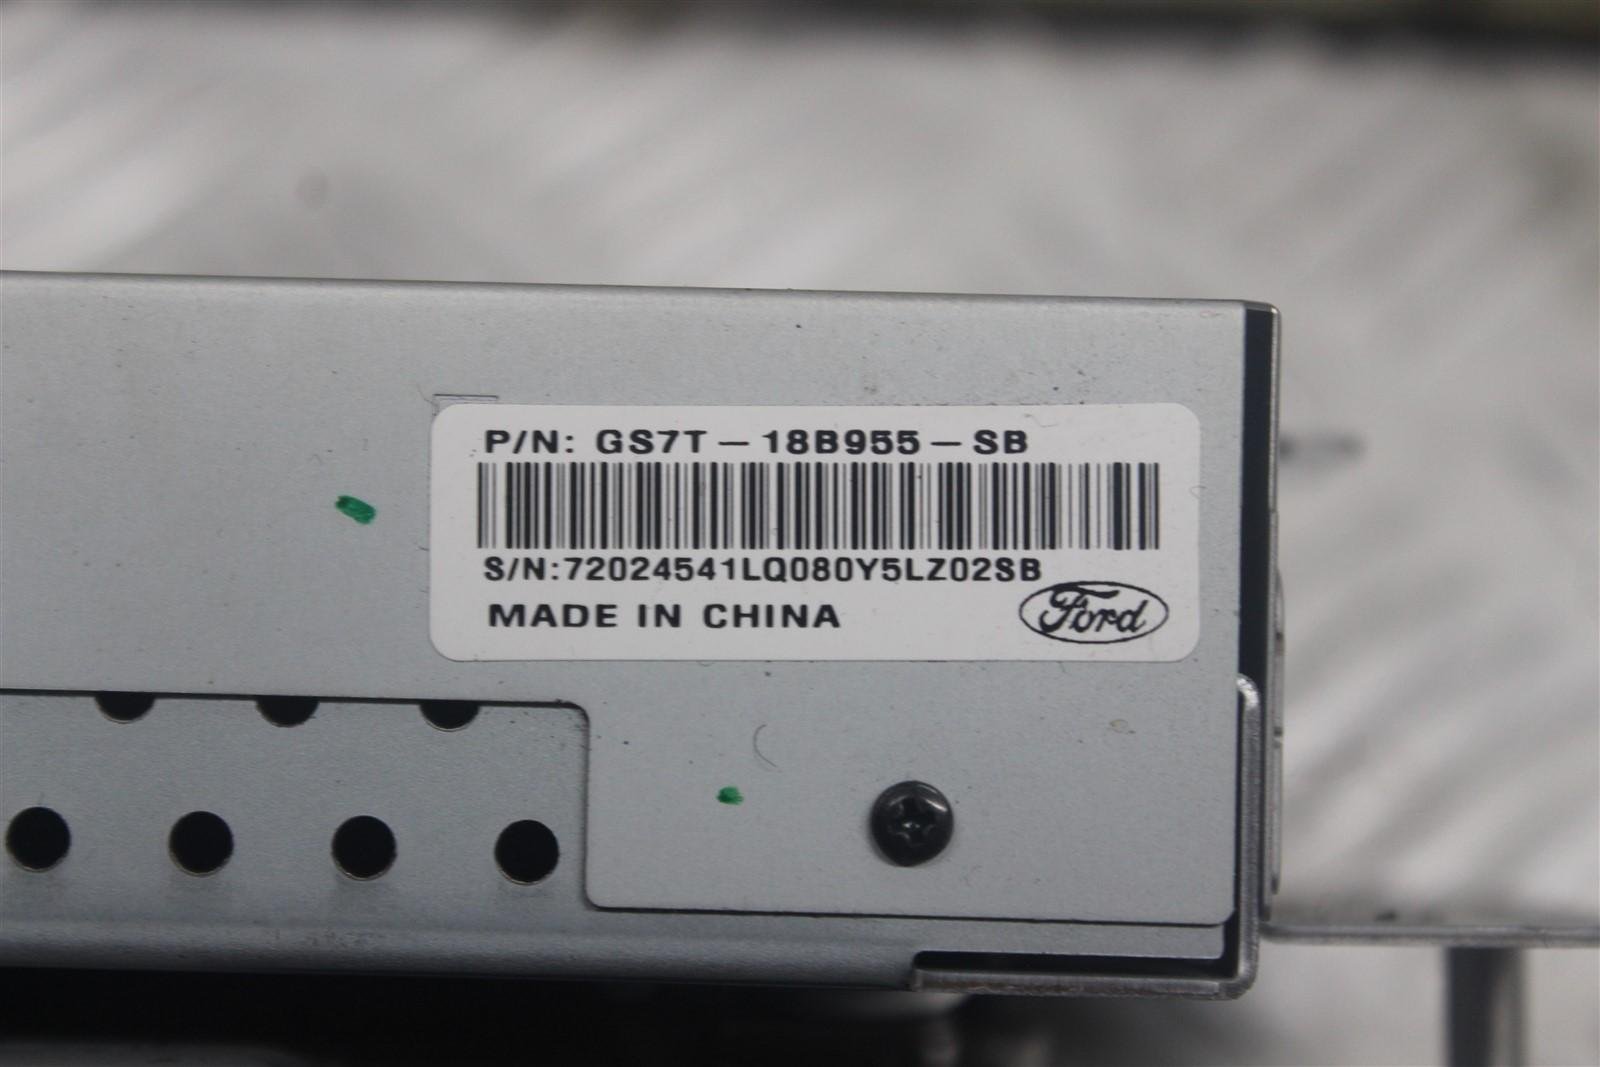 P/N: GS7T-18B955-SB
S/N:72024541LQ080Y5LZ02SB
MADE IN CHINA
Ford